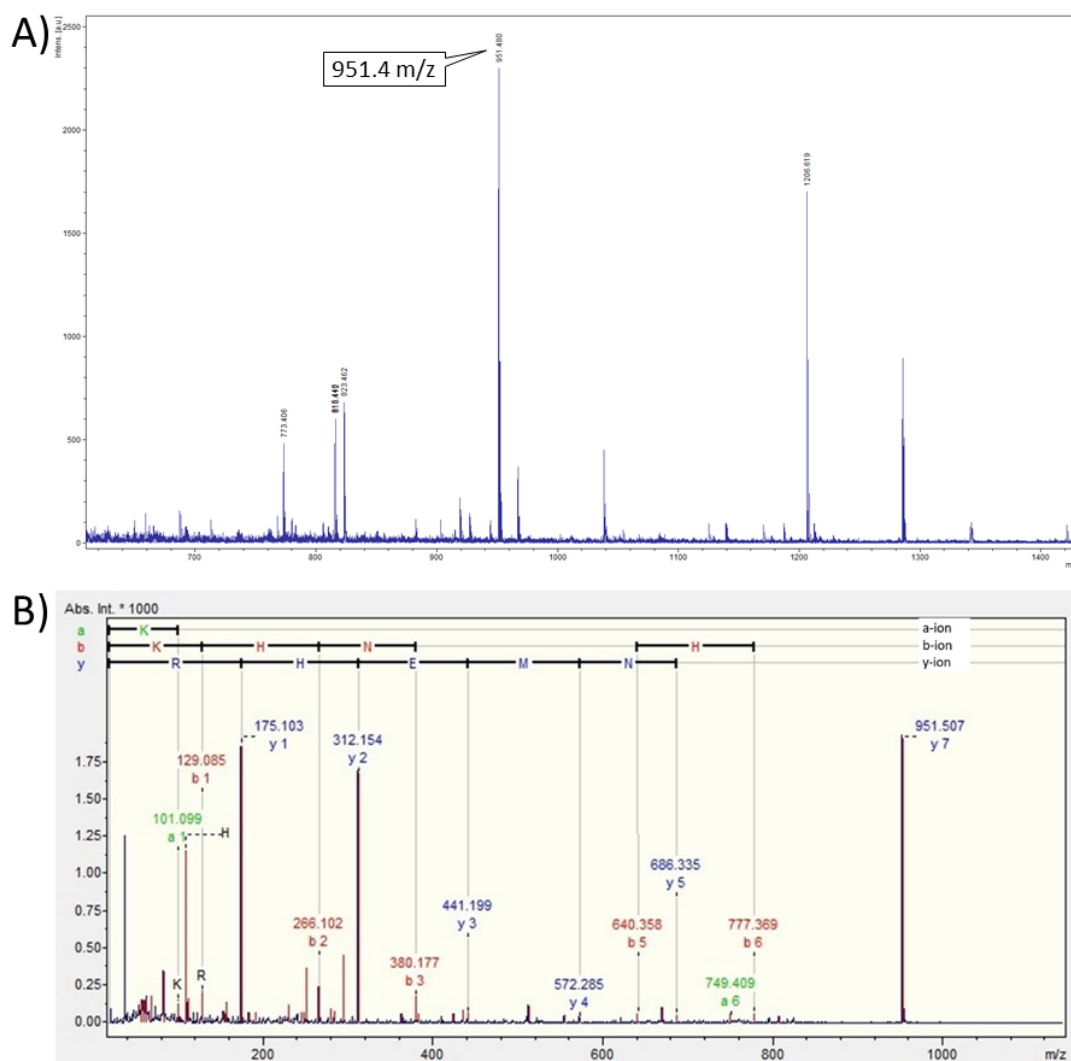 A)
Intens. [a.u.]
2500
2000
1500
1000
500
0
951.4 m/z
951.480
1206.619
823.462
773.406
700
800
900
1000
1100
1200
1300
1400
B)
Abs. Int. * 1000
a K a-ion
b K H N H b-ion
y R H E M N y-ion
175.103
y 1
312.154
y 2
951.507
y 7
129.085
b 1
101.099
a 1
H
686.335
y 5
441.199
y 3
266.102
b 2
640.358
b 5
777.369
b 6
380.177
b 3
572.285
y 4
749.409
a 6
K
R
1.75
1.50
1.25
1.00
0.75
0.50
0.25
0.00
200
400
600
800
1000
m/z